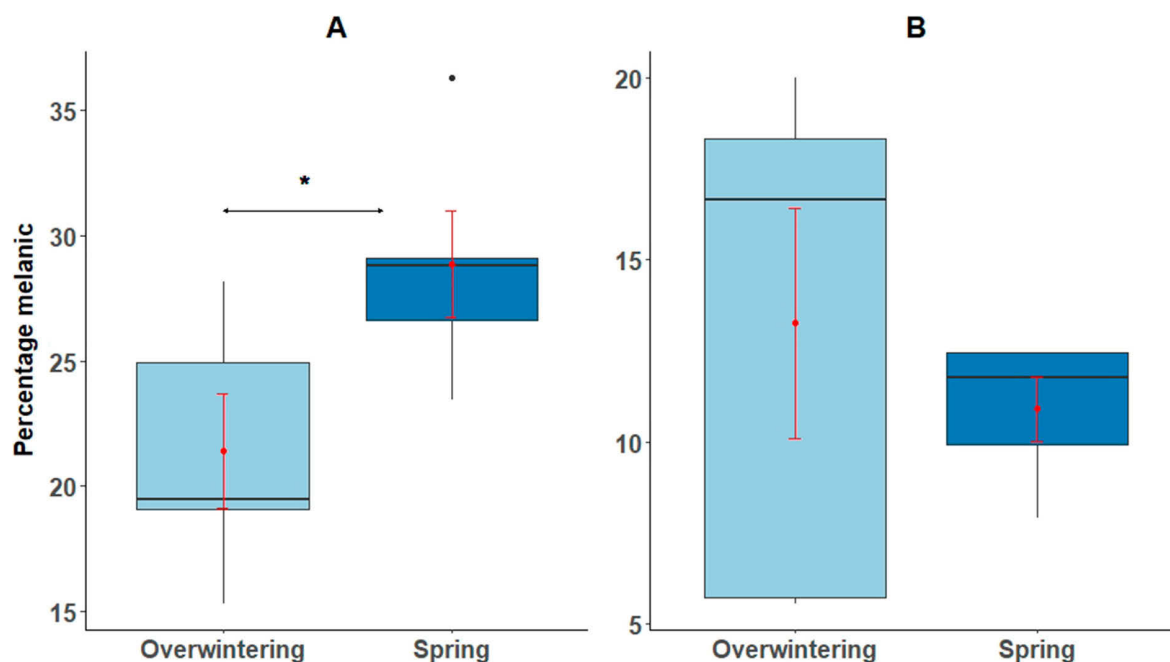 A
B
Percentage melanic
35
30
25
20
15
*
Overwintering
Spring
20
15
10
5
Overwintering
Spring